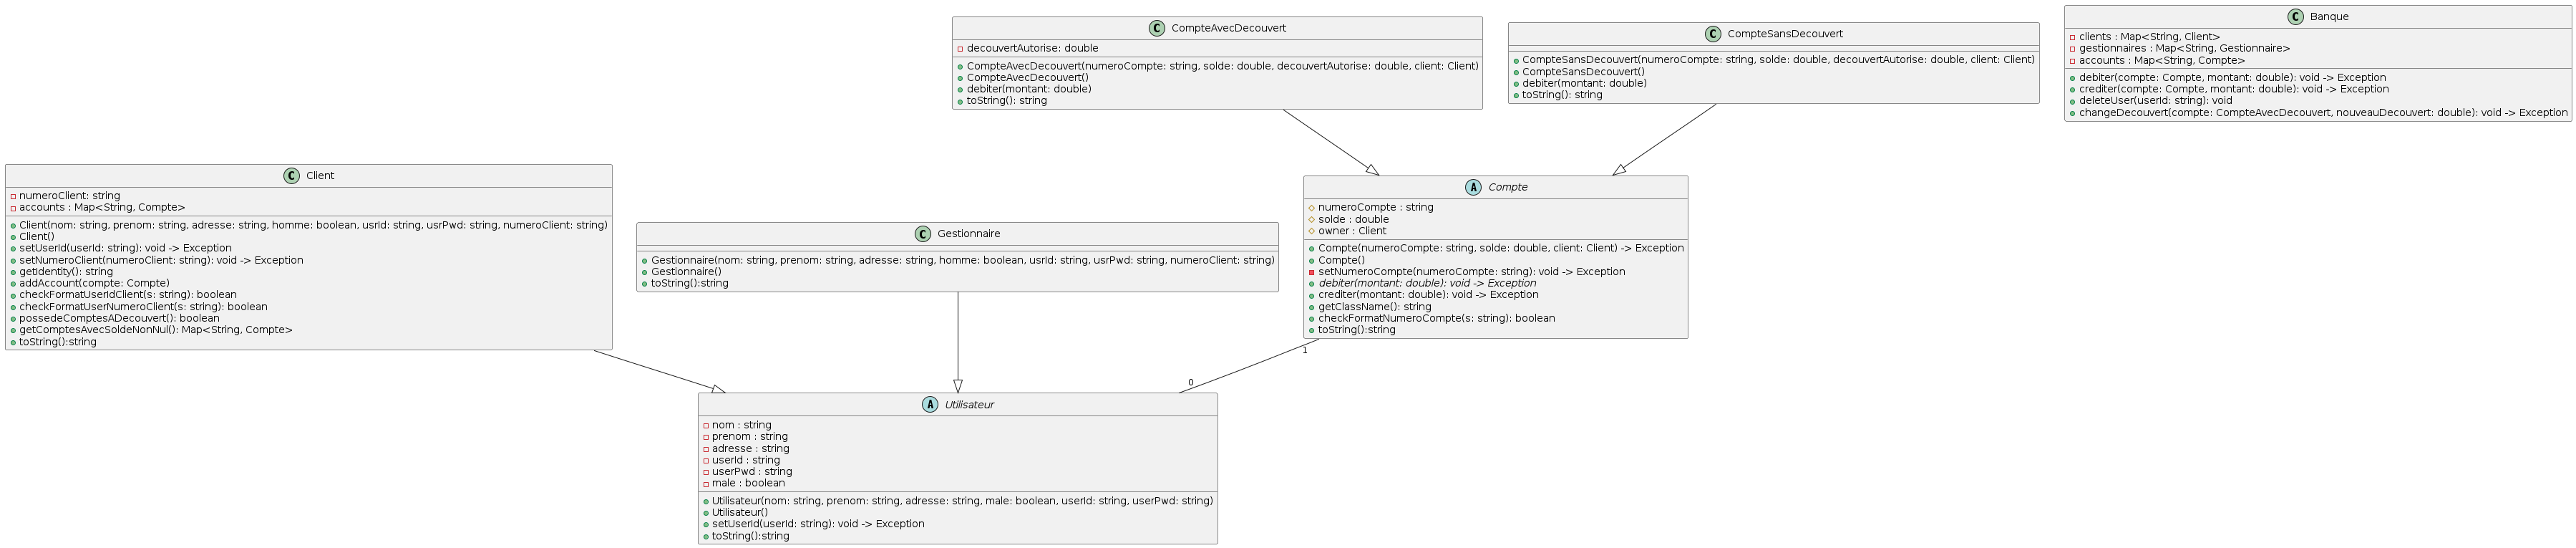 C CompteAvecDecouvert
decouvertAutorise: double
CompteAvecDecouvert(numeroCompte: string, solde: double, decouvertAutorise: double, client: Client)
CompteAvecDecouvert()
debiter(montant: double)
toString(): string
C CompteSansDecouvert
CompteSansDecouvert(numeroCompte: string, solde: double, decouvertAutorise: double, client: Client)
CompteSansDecouvert()
debiter(montant: double)
toString(): string
C Banque
clients : Map<String, Client>
gestionnaires : Map<String, Gestionnaire>
accounts : Map<String, Compte>
debiter(compte: Compte, montant: double): void -> Exception
crediter(compte: Compte, montant: double): void -> Exception
deleteUser(userId: string): void
changeDecouvert(compte: CompteAvecDecouvert, nouveauDecouvert: double): void -> Exception
C Client
numeroClient: string
accounts : Map<String, Compte>
Client(nom: string, prenom: string, adresse: string, homme: boolean, usrId: string, usrPwd: string, numeroClient: string)
Client()
setUserId(userId: string): void -> Exception
setNumeroClient(numeroClient: string): void -> Exception
getIdentity(): string
addAccount(compte: Compte)
checkFormatUserIdClient(s: string): boolean
checkFormatUserNumeroClient(s: string): boolean
possedeComptesADecouvert(): boolean
getComptesAvecSoldeNonNul(): Map<String, Compte>
toString():string
C Gestionnaire
Gestionnaire(nom: string, prenom: string, adresse: string, homme: boolean, usrId: string, usrPwd: string, numeroClient: string)
Gestionnaire()
toString():string
A Compte
numeroCompte : string
solde : double
owner : Client
Compte(numeroCompte: string, solde: double, client: Client) -> Exception
Compte()
setNumeroCompte(numeroCompte: string): void -> Exception
debiter(montant: double): void -> Exception
crediter(montant: double): void -> Exception
getClassName(): string
checkFormatNumeroCompte(s: string): boolean
toString():string
1
0
A Utilisateur
nom : string
prenom : string
adresse : string
userId : string
userPwd : string
male : boolean
Utilisateur(nom: string, prenom: string, adresse: string, male: boolean, userId: string, userPwd: string)
Utilisateur()
setUserId(userId: string): void -> Exception
toString():string